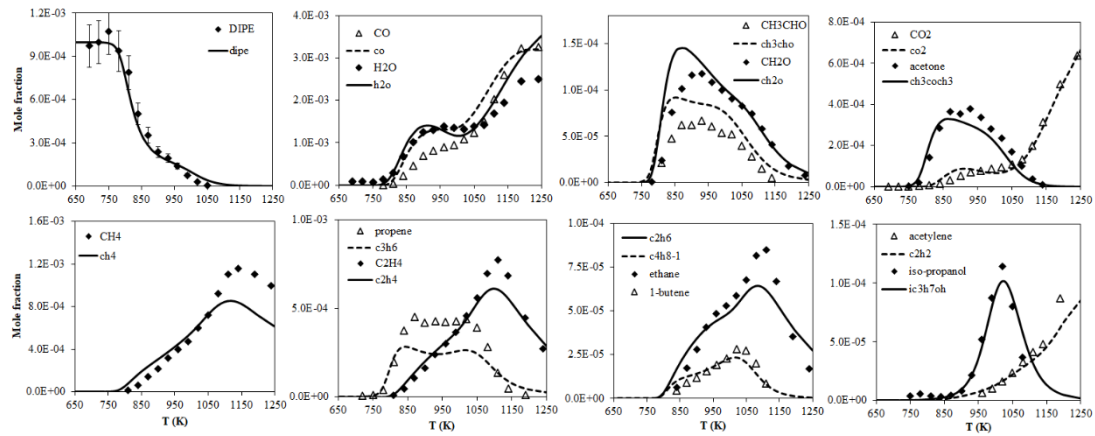 Mole fraction
1.2E-03
9.0E-04
6.0E-04
3.0E-04
0.0E+00
DIPE
dipe
650 750 850 950 1050 1150 1250
4.0E-03
3.0E-03
2.0E-03
1.0E-03
0.0E+00
CO
co
H2O
h2o
650 750 850 950 1050 1150 1250
1.5E-04
1.0E-04
5.0E-05
0.0E+00
CH3CHO
ch3cho
CH2O
ch2o
650 750 850 950 1050 1150 1250
8.0E-04
6.0E-04
4.0E-04
2.0E-04
0.0E+00
CO2
co2
acetone
ch3coch3
650 750 850 950 1050 1150 1250
Mole fraction
1.6E-03
1.2E-03
8.0E-04
4.0E-04
0.0E+00
CH4
ch4
650 750 850 950 1050 1150 1250
T (K)
1.0E-03
5.0E-04
0.0E+00
propene
c3h6
C2H4
c2h4
650 750 850 950 1050 1150 1250
T (K)
1.0E-04
7.5E-05
5.0E-05
2.5E-05
0.0E+00
c2h6
c4h8-1
ethane
1-butene
650 750 850 950 1050 1150 1250
T (K)
1.5E-04
1.0E-04
5.0E-05
0.0E+00
acetylene
c2h2
iso-propanol
ic3h7oh
650 750 850 950 1050 1150 1250
T (K)